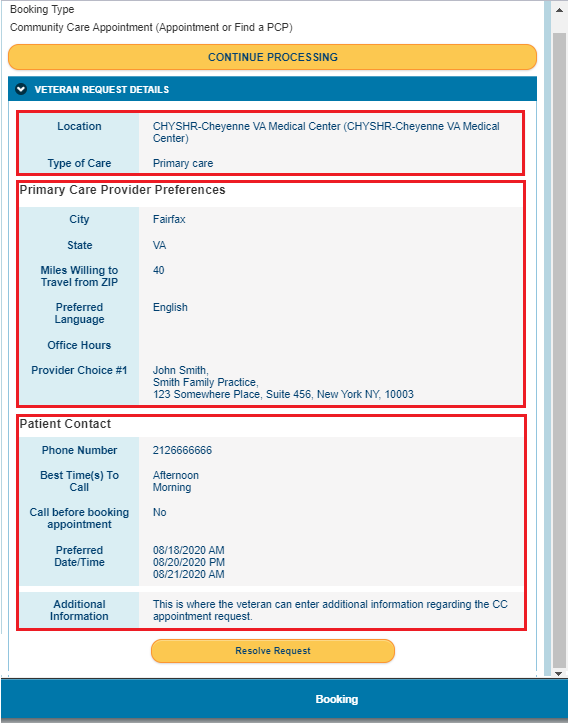 Booking Type
Community Care Appointment (Appointment or Find a PCP)
CONTINUE PROCESSING
VETERAN REQUEST DETAILS
Location
CHYSHR-Cheyenne VA Medical Center (CHYSHR-Cheyenne VA Medical
Center)
Type of Care
Primary care
Primary Care Provider Preferences
City
Fairfax
State
VA
Miles Willing to
Travel from ZIP
40
Preferred
Language
English
Office Hours
Provider Choice #1
John Smith,
Smith Family Practice,
123 Somewhere Place, Suite 456, New York NY, 10003
Patient Contact
Phone Number
2126666666
Best Time(s) To
Call
Afternoon
Morning
Call before booking
appointment
No
Preferred
Date/Time
08/18/2020 AM
08/20/2020 PM
08/21/2020 AM
Additional
Information
This is where the veteran can enter additional information regarding the CC
appointment request.
Resolve Request
Booking